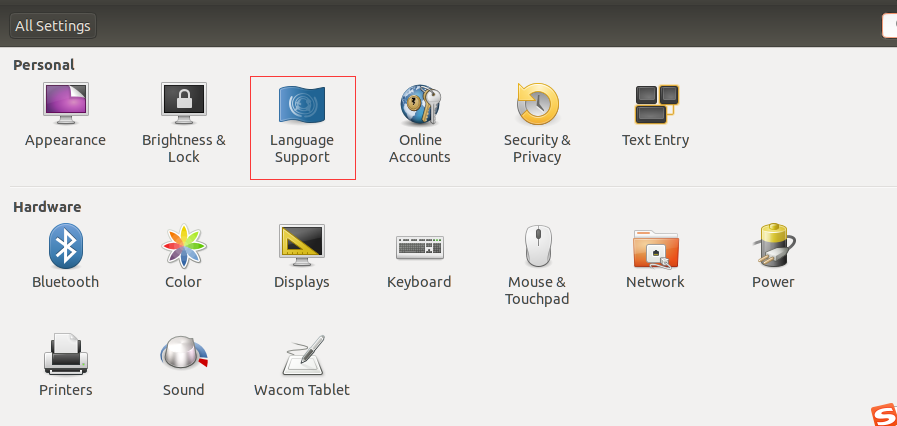 All Settings
Personal
Appearance
Brightness &
Lock
Language
Support
Online
Accounts
Security &
Privacy
Text Entry
Hardware
Bluetooth
Color
Displays
Keyboard
Mouse &
Touchpad
Network
Power
Printers
Sound
Wacom Tablet
S